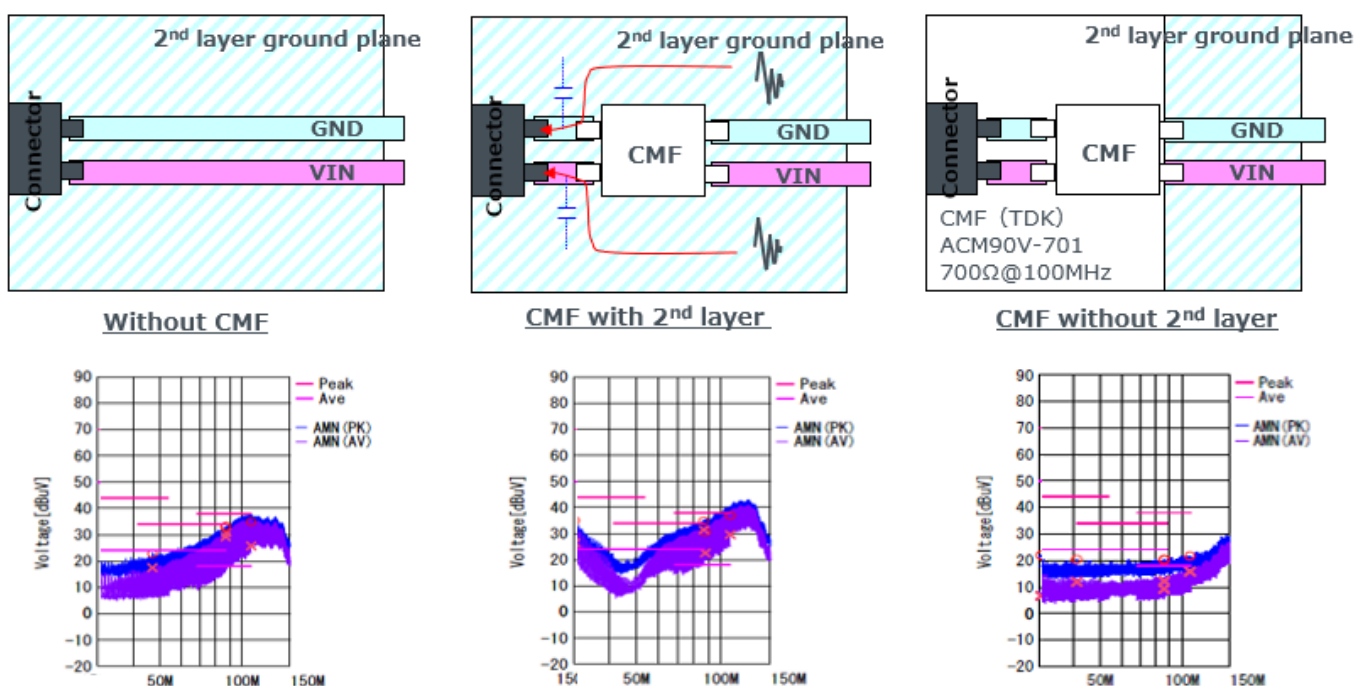 2nd layer ground plane
Connector
GND
VIN
2nd layer ground plane
Connector
CMF
GND
VIN
2nd layer ground plane
Connector
CMF
GND
VIN
CMF（TDK）
ACM90V-701
700Ω@100MHz
Without CMF
CMF with 2nd layer
CMF without 2nd layer
90
80
70
60
50
40
30
20
10
0
-10
-20
Voltage[dBuV]
Peak
Ave
AMN(PK)
AMN(AV)
50M
100M
150M
90
80
70
60
50
40
30
20
10
0
-10
-20
Voltage[dBuV]
Peak
Ave
AMN(PK)
AMN(AV)
50M
100M
150M
90
80
70
60
50
40
30
20
10
0
-10
-20
Voltage[dBuV]
Peak
Ave
AMN(PK)
AMN(AV)
50M
100M
150M